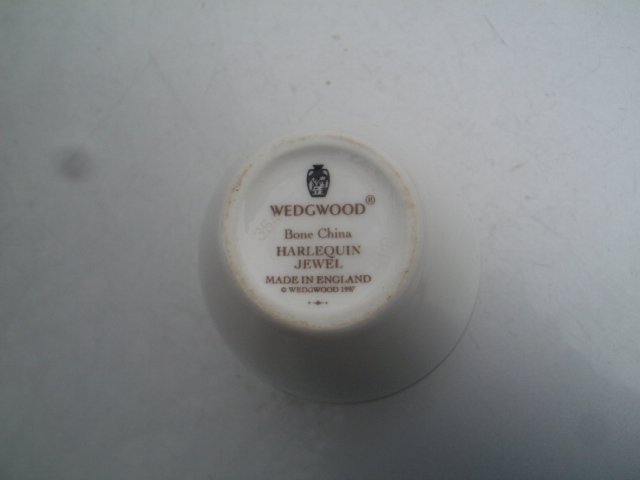 WEDGWOOD®
Bone China
HARLEQUIN
JEWEL
MADE IN ENGLAND
© WEDGWOOD 1997